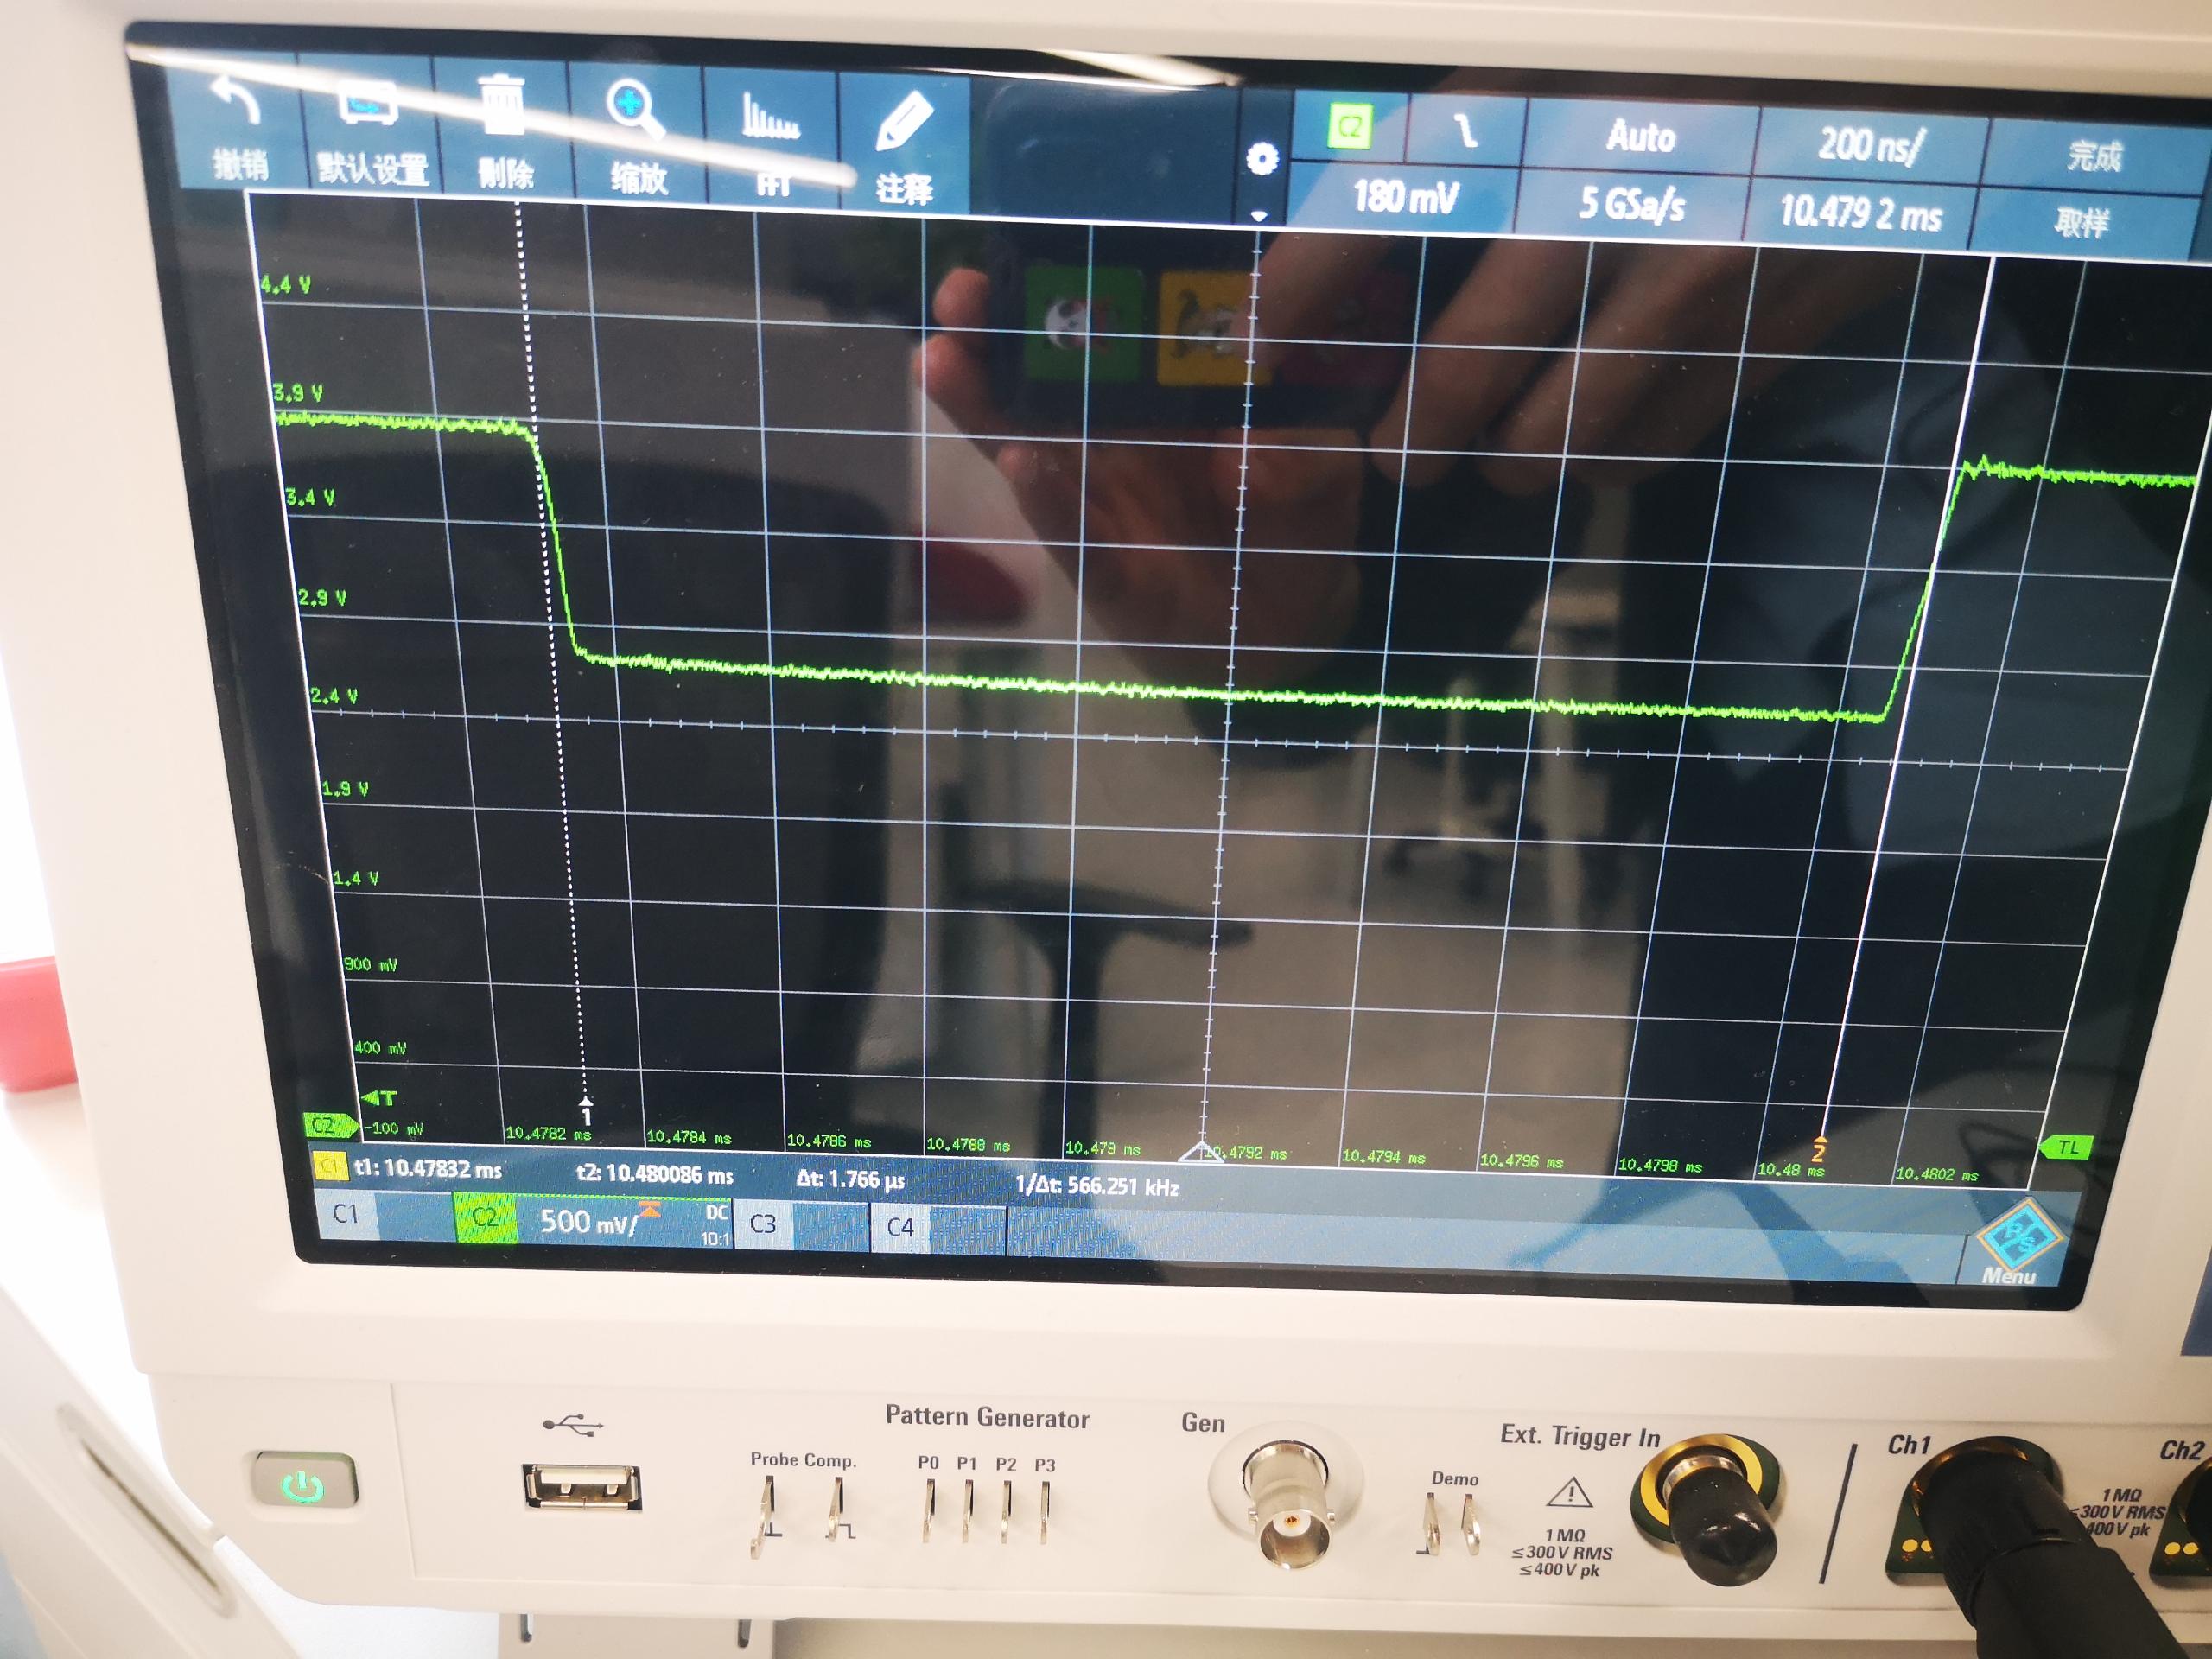 撤销 默认设置 删除 缩放 FFT 注释
C2 Auto 200 ns/ 完成
180 mV 5 GSa/s 10.479 2 ms 取样
4.4 V
3.9 V
3.4 V
2.9 V
2.4 V
1.9 V
1.4 V
900 mV
400 mV
T
C2 -100 mV
1
2
TL
10.4782 ms 10.4784 ms 10.4786 ms 10.4788 ms 10.479 ms 10.4792 ms 10.4794 ms 10.4796 ms 10.4798 ms 10.48 ms 10.4802 ms
C1 t1: 10.47832 ms t2: 10.480086 ms Δt: 1.766 µs 1/Δt: 566.251 kHz
C1 C2 500 mV/ DC 10:1 C3 C4
R&S
Menu
Pattern Generator
Probe Comp.
P0 P1 P2 P3
Gen
Demo
Ext. Trigger In
1 MΩ
≤300 V RMS
≤400 V pk
Ch1
1 MΩ
≤300 V RMS
400 V pk
Ch2